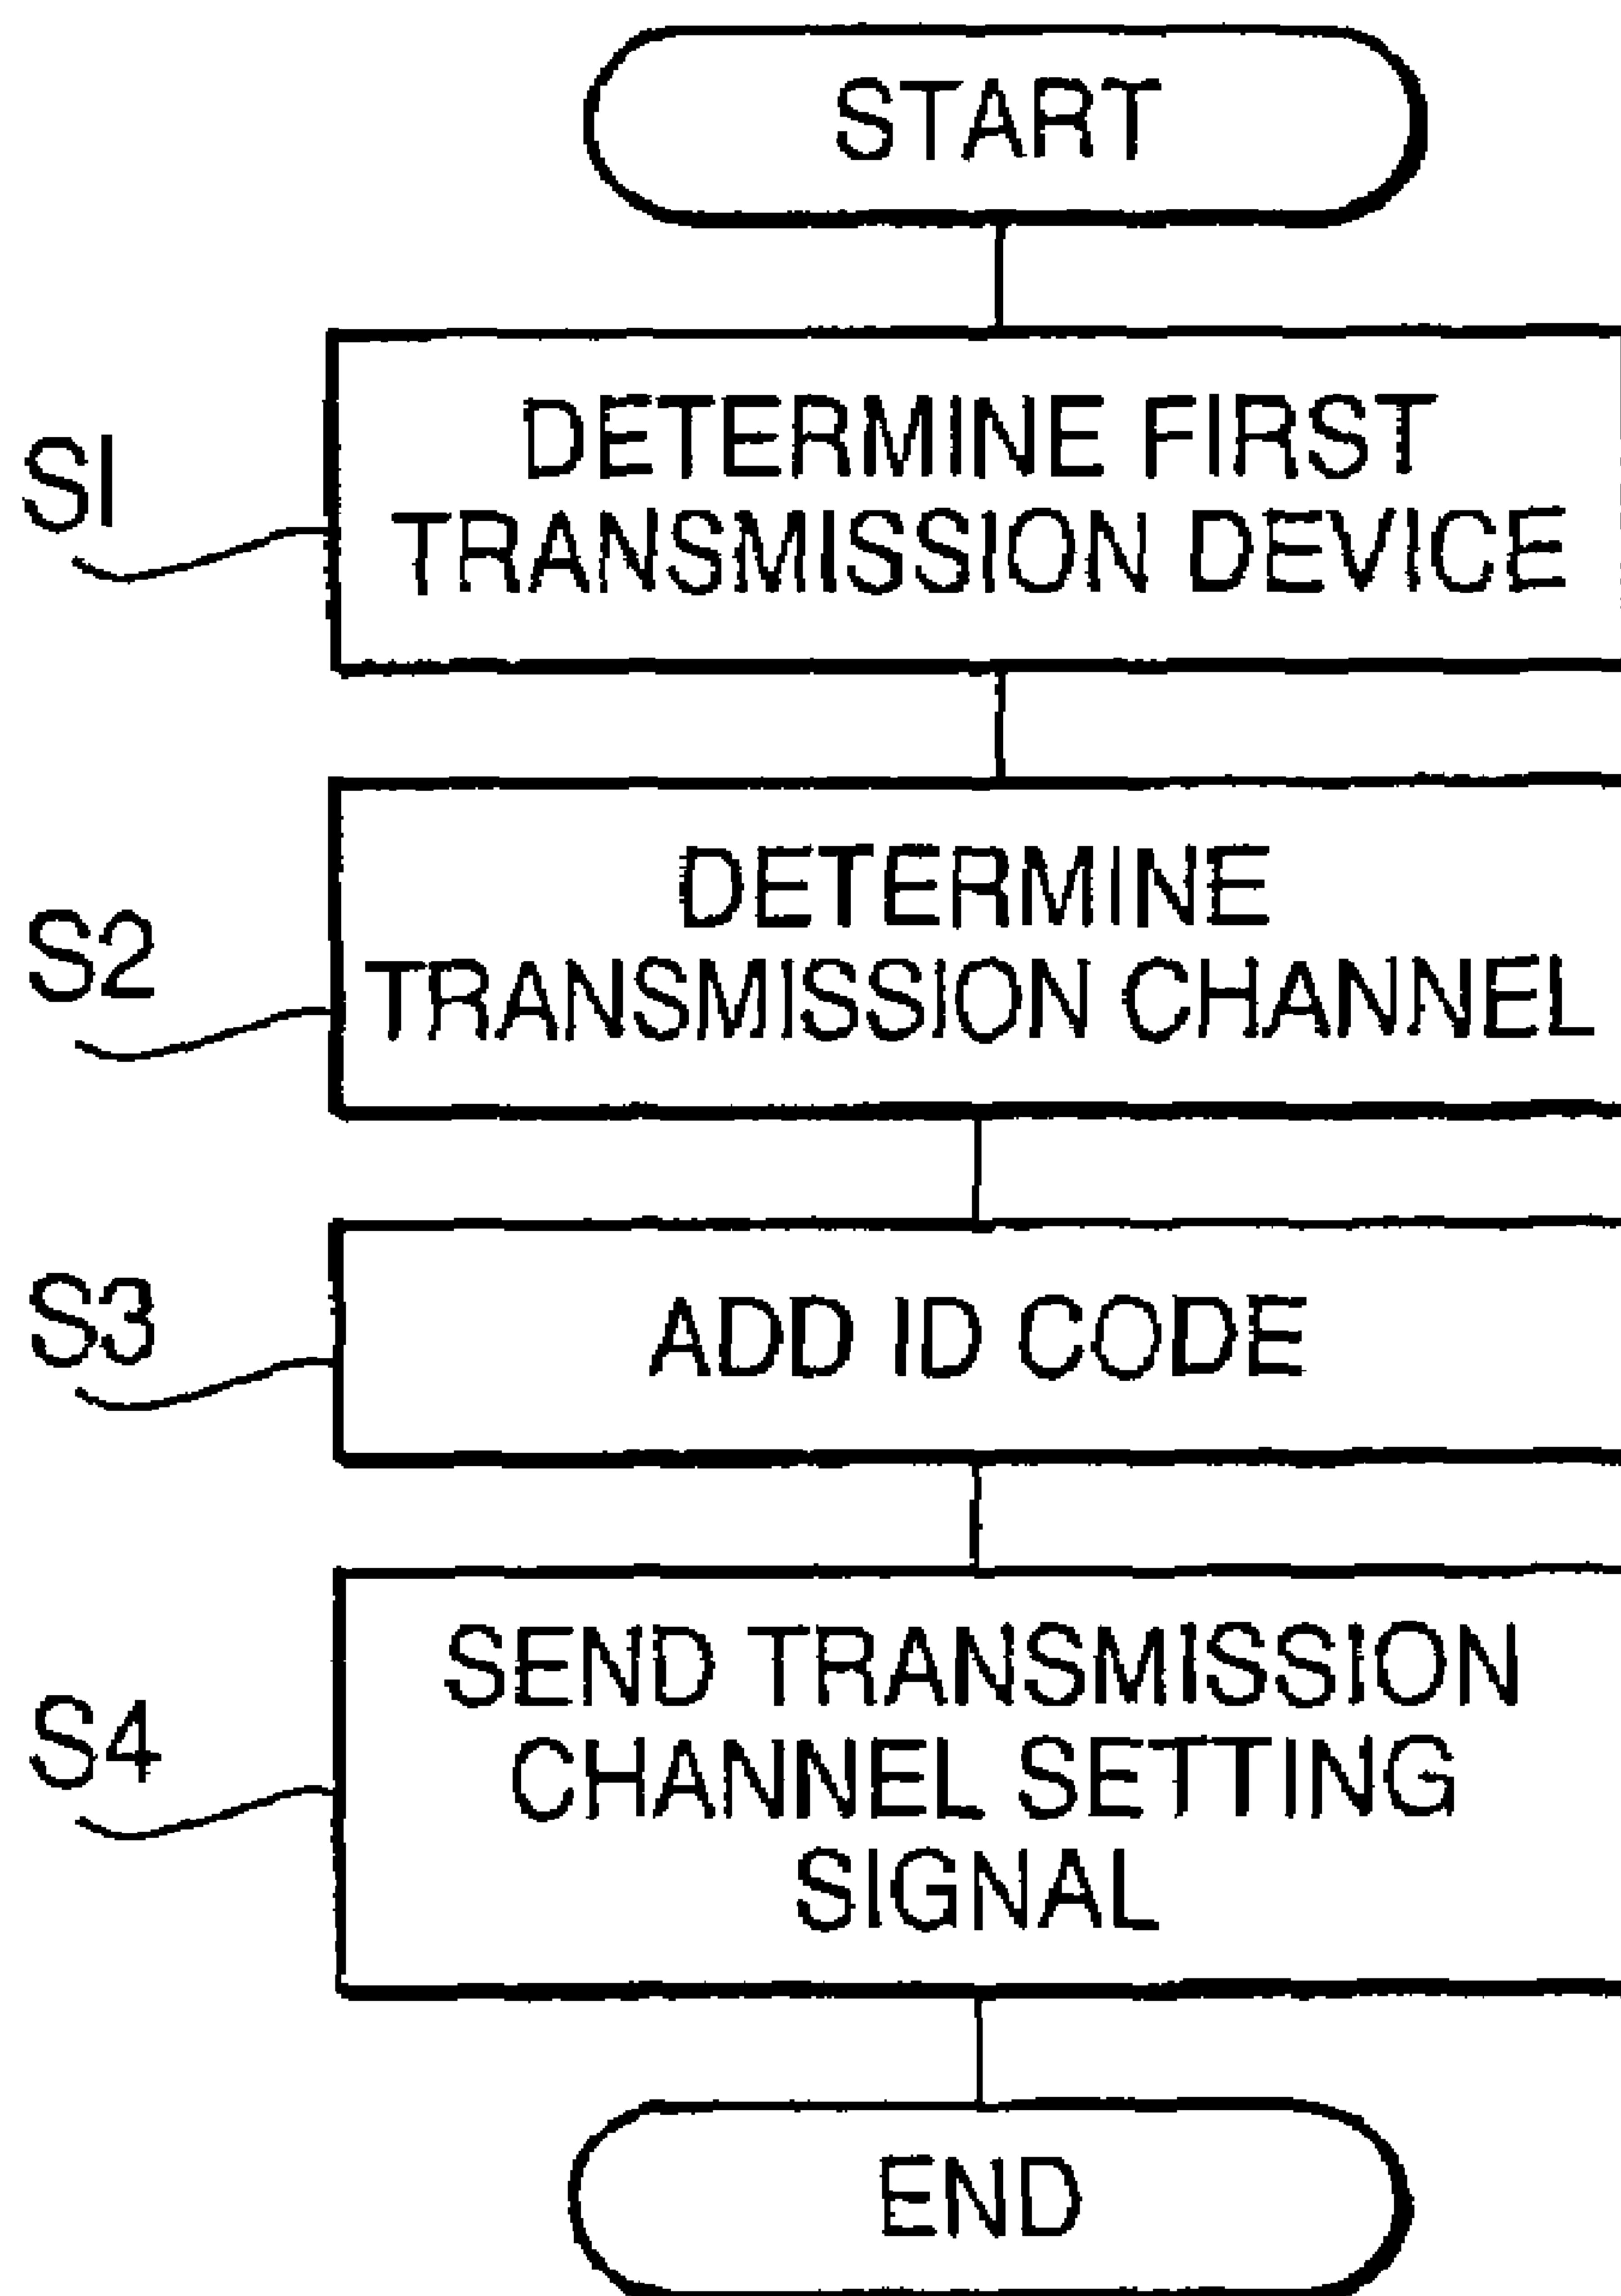 START
S1
DETERMINE FIRST
TRANSMISSION DEVICE
S2
DETERMINE
TRANSMISSION CHANNEL
S3
ADD ID CODE
S4
SEND TRANSMISSION
CHANNEL SETTING
SIGNAL
END